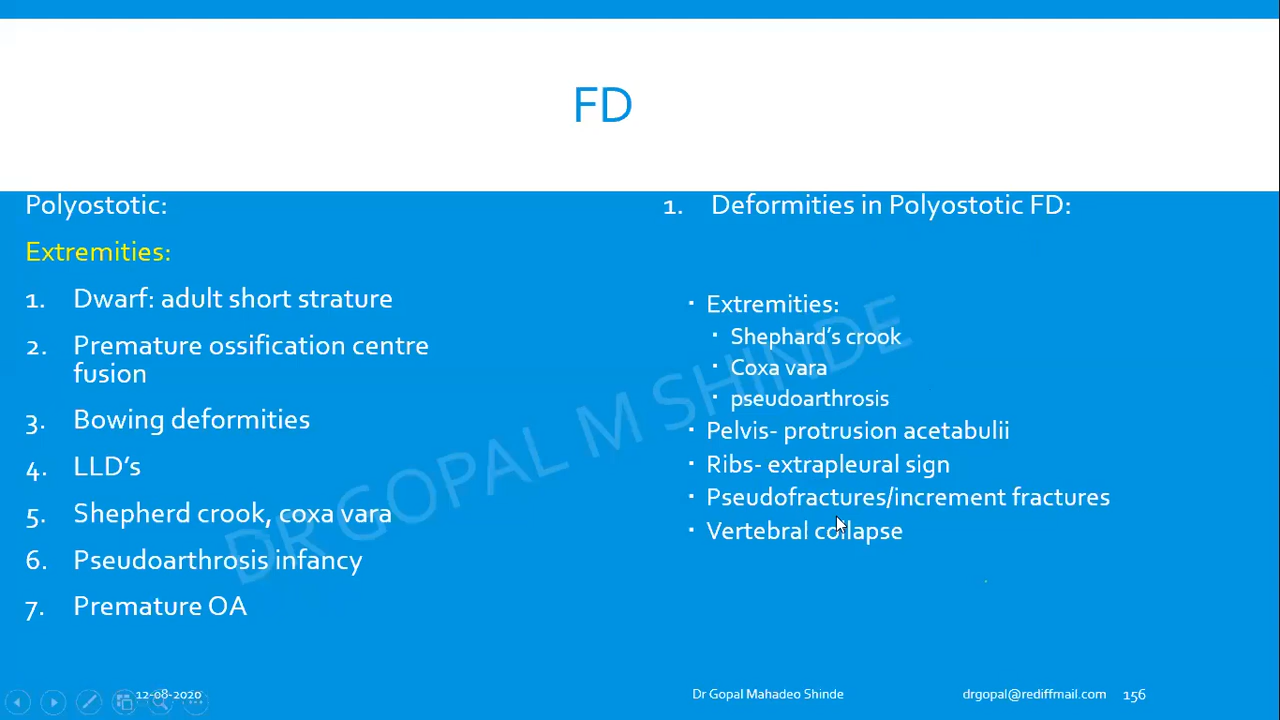 FD
Polyostotic:
Extremities:
1. Dwarf: adult short strature
2. Premature ossification centre
fusion
3. Bowing deformities
4. LLD’s
5. Shepherd crook, coxa vara
6. Pseudoarthrosis infancy
7. Premature OA
1. Deformities in Polyostotic FD:
▪ Extremities:
▪ Shephard’s crook
▪ Coxa vara
▪ pseudoarthrosis
▪ Pelvis- protrusion acetabulii
▪ Ribs- extrapleural sign
▪ Pseudofractures/increment fractures
▪ Vertebral collapse
DR GOPAL M SHINDE
12-08-2020
Dr Gopal Mahadeo Shinde
drgopal@rediffmail.com
156